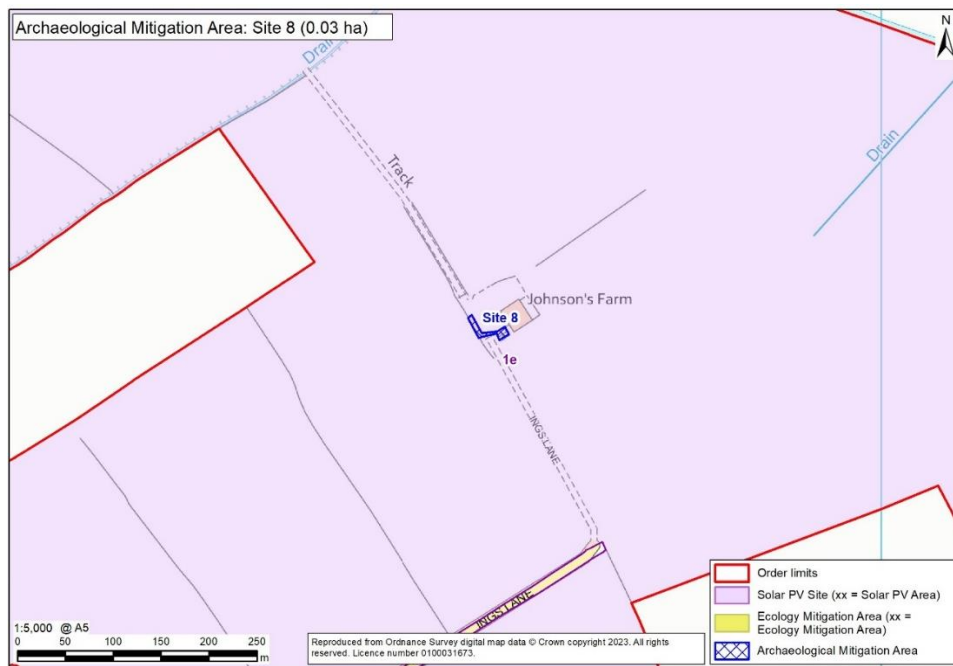 Archaeological Mitigation Area: Site 8 (0.03 ha)
N
Drain
Drain
Track
Johnson's Farm
Site 8
1e
INGS LANE
INGS LANE
1:5,000 @ A5
0 50 100 150 200 250
m
Reproduced from Ordnance Survey digital map data © Crown copyright 2023. All rights
reserved. Licence number 0100031673.
Order limits
Solar PV Site (xx = Solar PV Area)
Ecology Mitigation Area (xx =
Ecology Mitigation Area)
Archaeological Mitigation Area